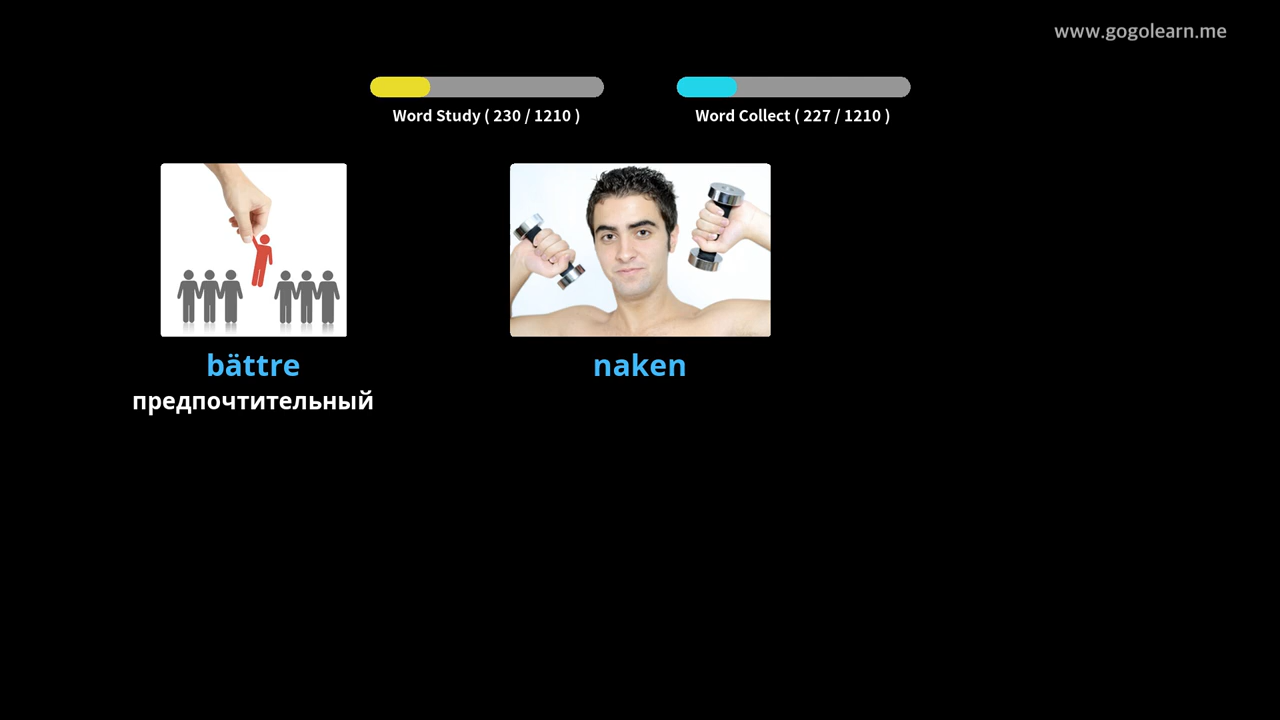 www.gogolearn.me
Word Study ( 230 / 1210 )
Word Collect ( 227 / 1210 )
bättre
предпочтительный
naken